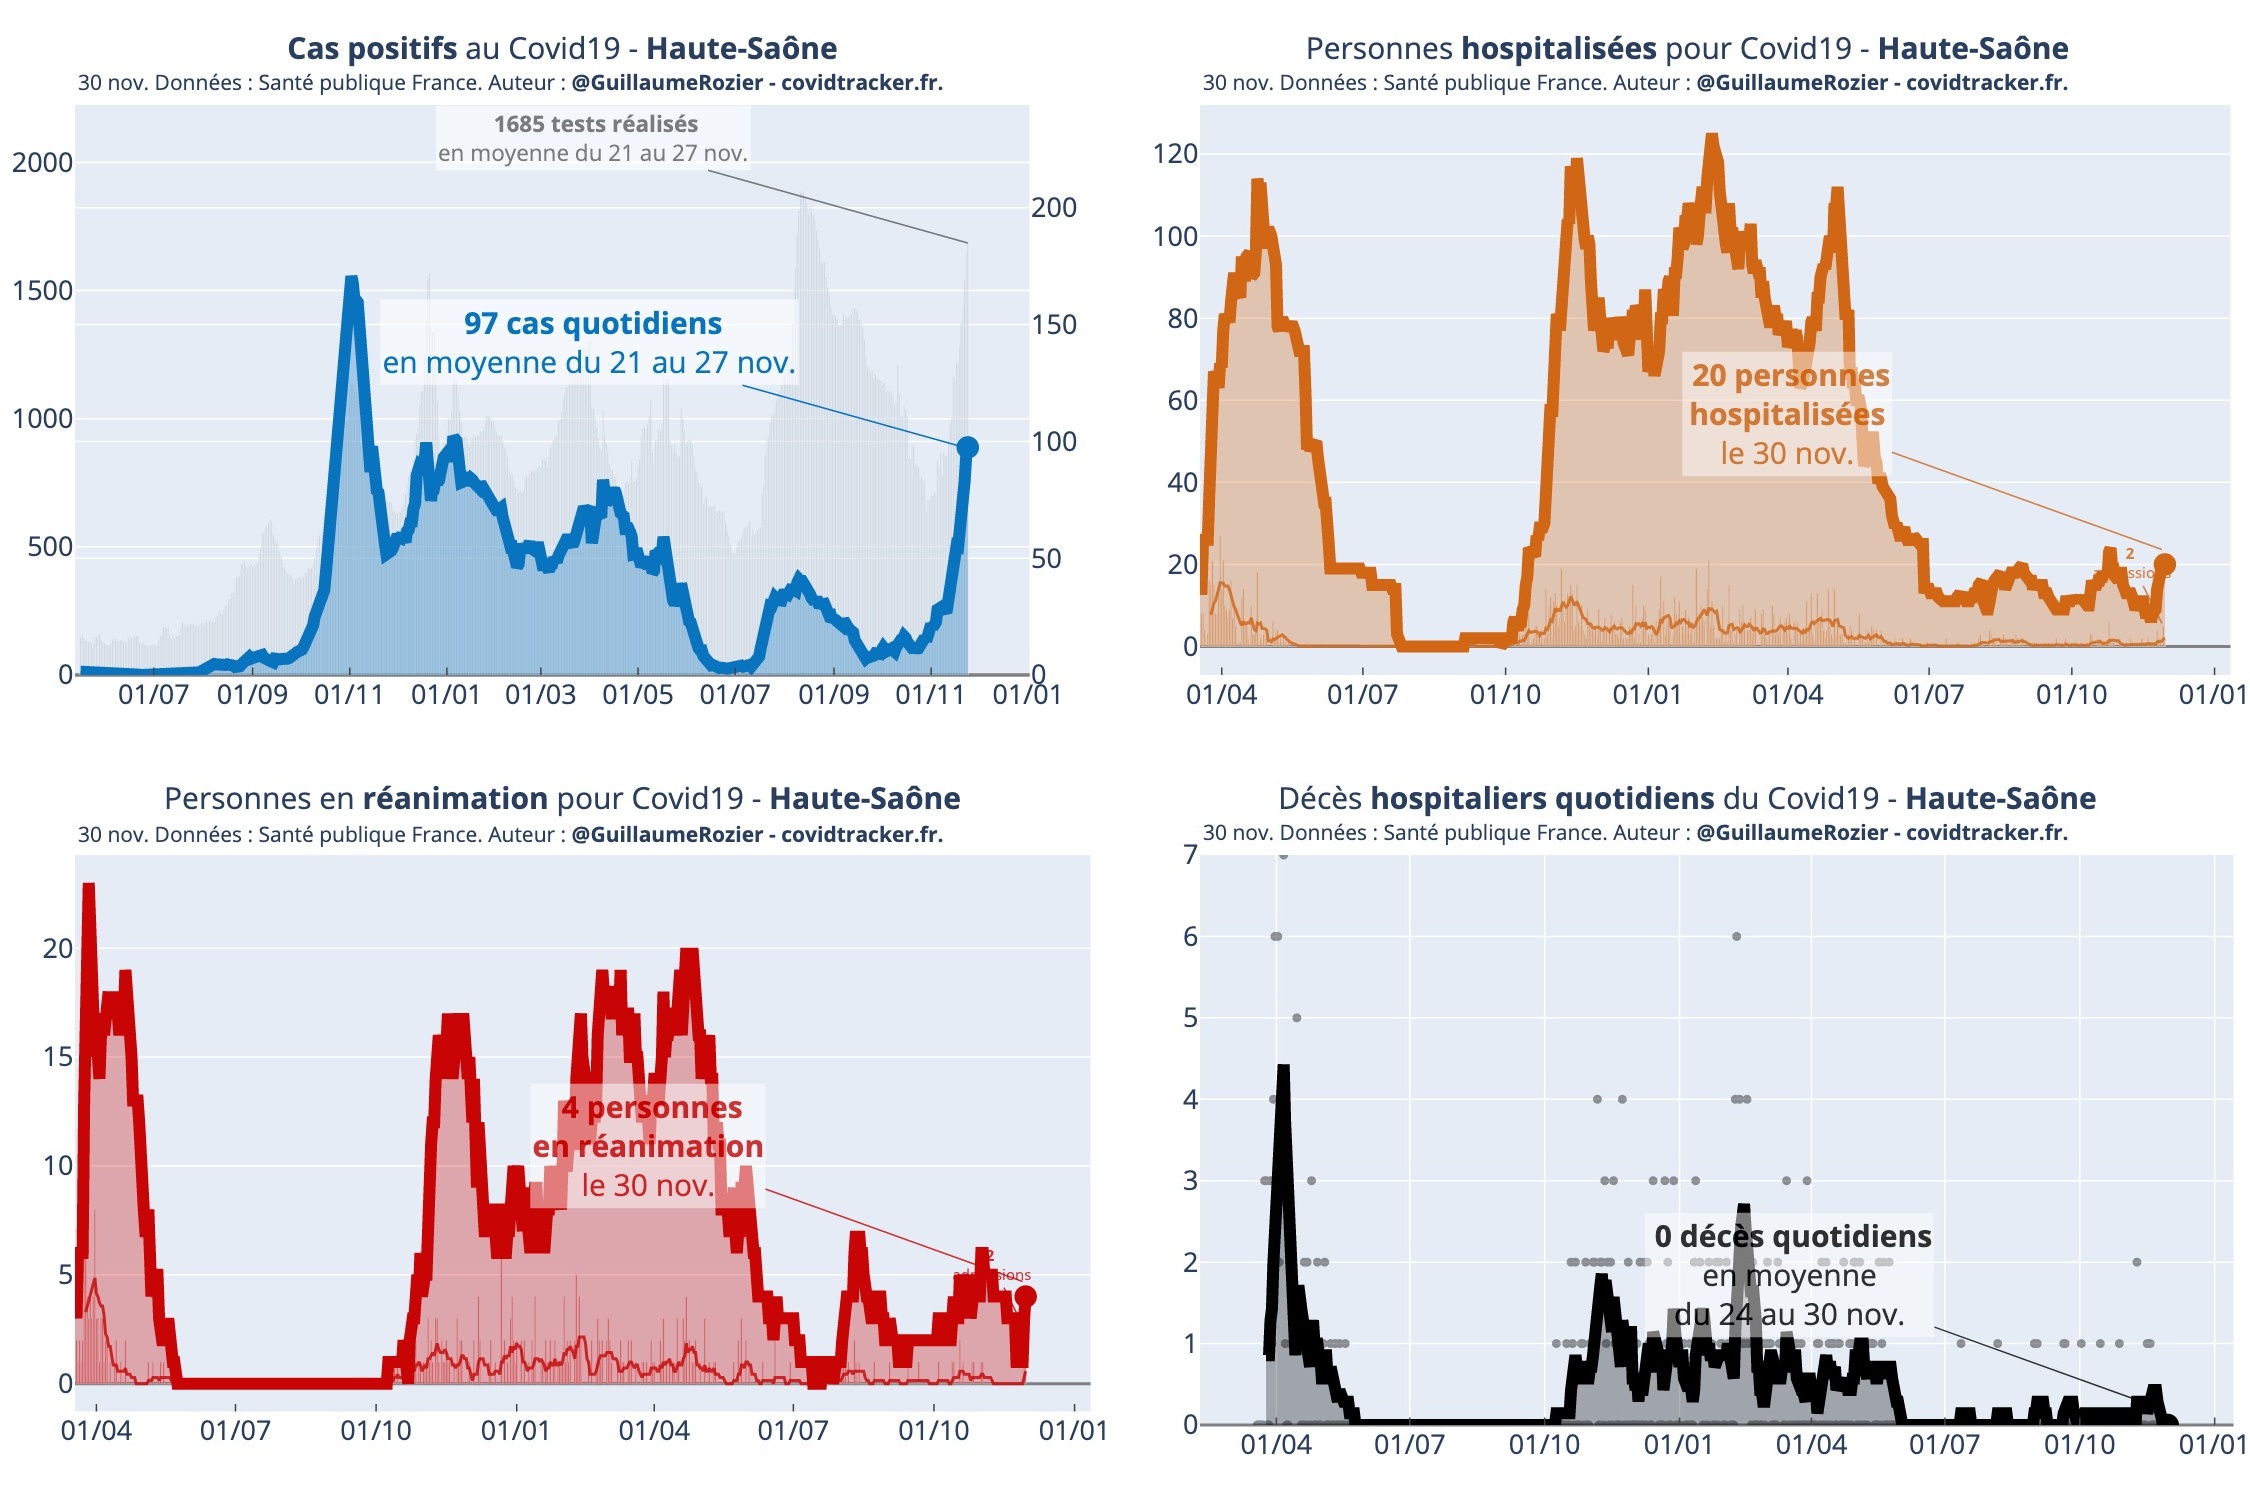 Cas positifs au Covid19 - Haute-Saône
30 nov. Données : Santé publique France. Auteur : @GuillaumeRozier - covidtracker.fr.
1685 tests réalisés
en moyenne du 21 au 27 nov.
2000
1500
1000
500
0
200
150
100
50
0
97 cas quotidiens
en moyenne du 21 au 27 nov.
01/07 01/09 01/11 01/01 01/03 01/05 01/07 01/09 01/11 01/01
Personnes hospitalisées pour Covid19 - Haute-Saône
30 nov. Données : Santé publique France. Auteur : @GuillaumeRozier - covidtracker.fr.
120
100
80
60
40
20
0
20 personnes
hospitalisées
le 30 nov.
2
01/04 01/07 01/10 01/01 01/04 01/07 01/10 01/01
Personnes en réanimation pour Covid19 - Haute-Saône
30 nov. Données : Santé publique France. Auteur : @GuillaumeRozier - covidtracker.fr.
20
15
10
5
0
4 personnes
en réanimation
le 30 nov.
2
01/04 01/07 01/10 01/01 01/04 01/07 01/10 01/01
Décès hospitaliers quotidiens du Covid19 - Haute-Saône
30 nov. Données : Santé publique France. Auteur : @GuillaumeRozier - covidtracker.fr.
7
6
5
4
3
2
1
0
0 décès quotidiens
en moyenne
du 24 au 30 nov.
01/04 01/07 01/10 01/01 01/04 01/07 01/10 01/01